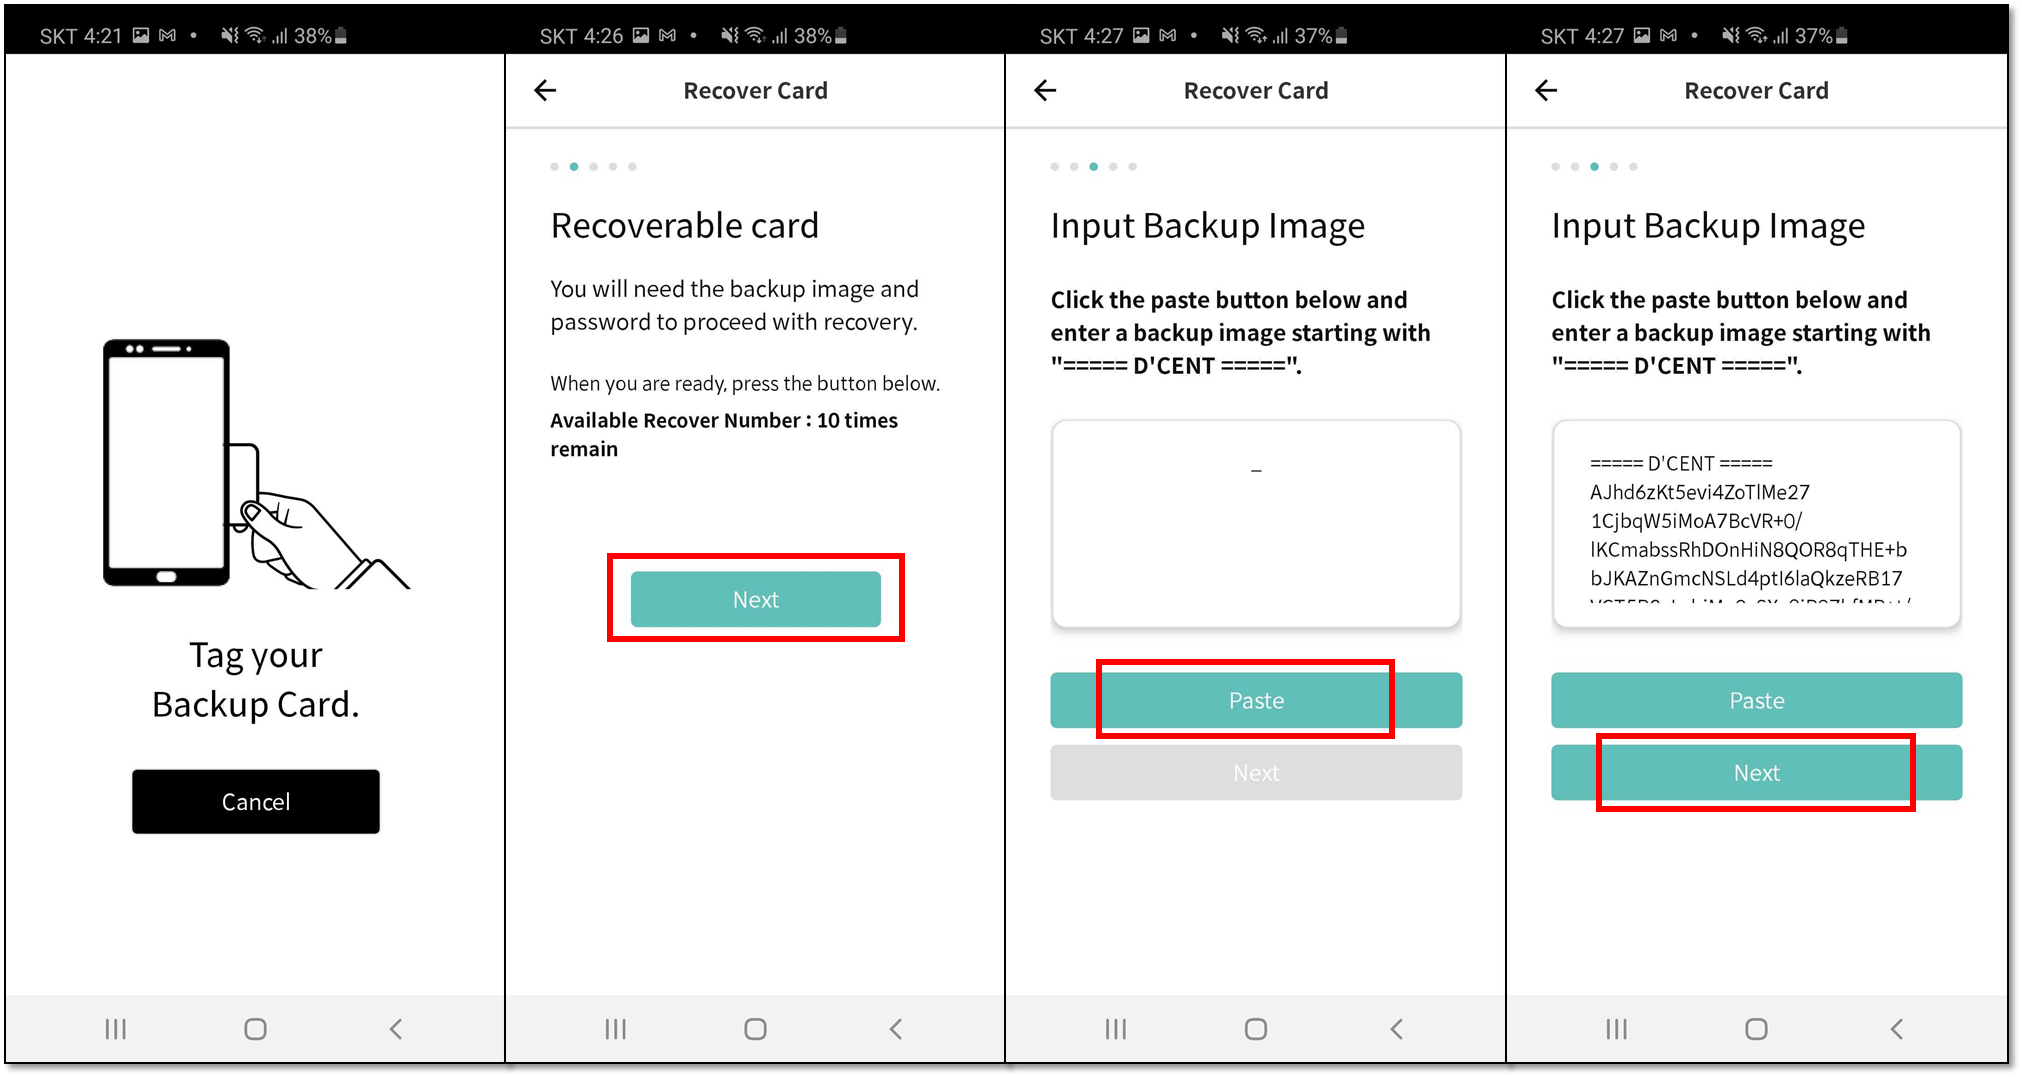 SKT 4:21 38%
Tag your
Backup Card.
Cancel
SKT 4:26 38%
Recover Card
Recoverable card
You will need the backup image and
password to proceed with recovery.
When you are ready, press the button below.
Available Recover Number : 10 times
remain
Next
SKT 4:27 37%
Recover Card
Input Backup Image
Click the paste button below and
enter a backup image starting with
"===== D'CENT =====".
_
Paste
Next
SKT 4:27 37%
Recover Card
Input Backup Image
Click the paste button below and
enter a backup image starting with
"===== D'CENT =====".
===== D'CENT =====
AJhd6zKt5evi4ZoTlMe27
1CjbqW5iMoA7BcVR+0/
lKCmabssRhDOnHiN8QOR8qTHE+b
bJKAZnGmcNSLd4ptI6laQkzeRB17
Paste
Next